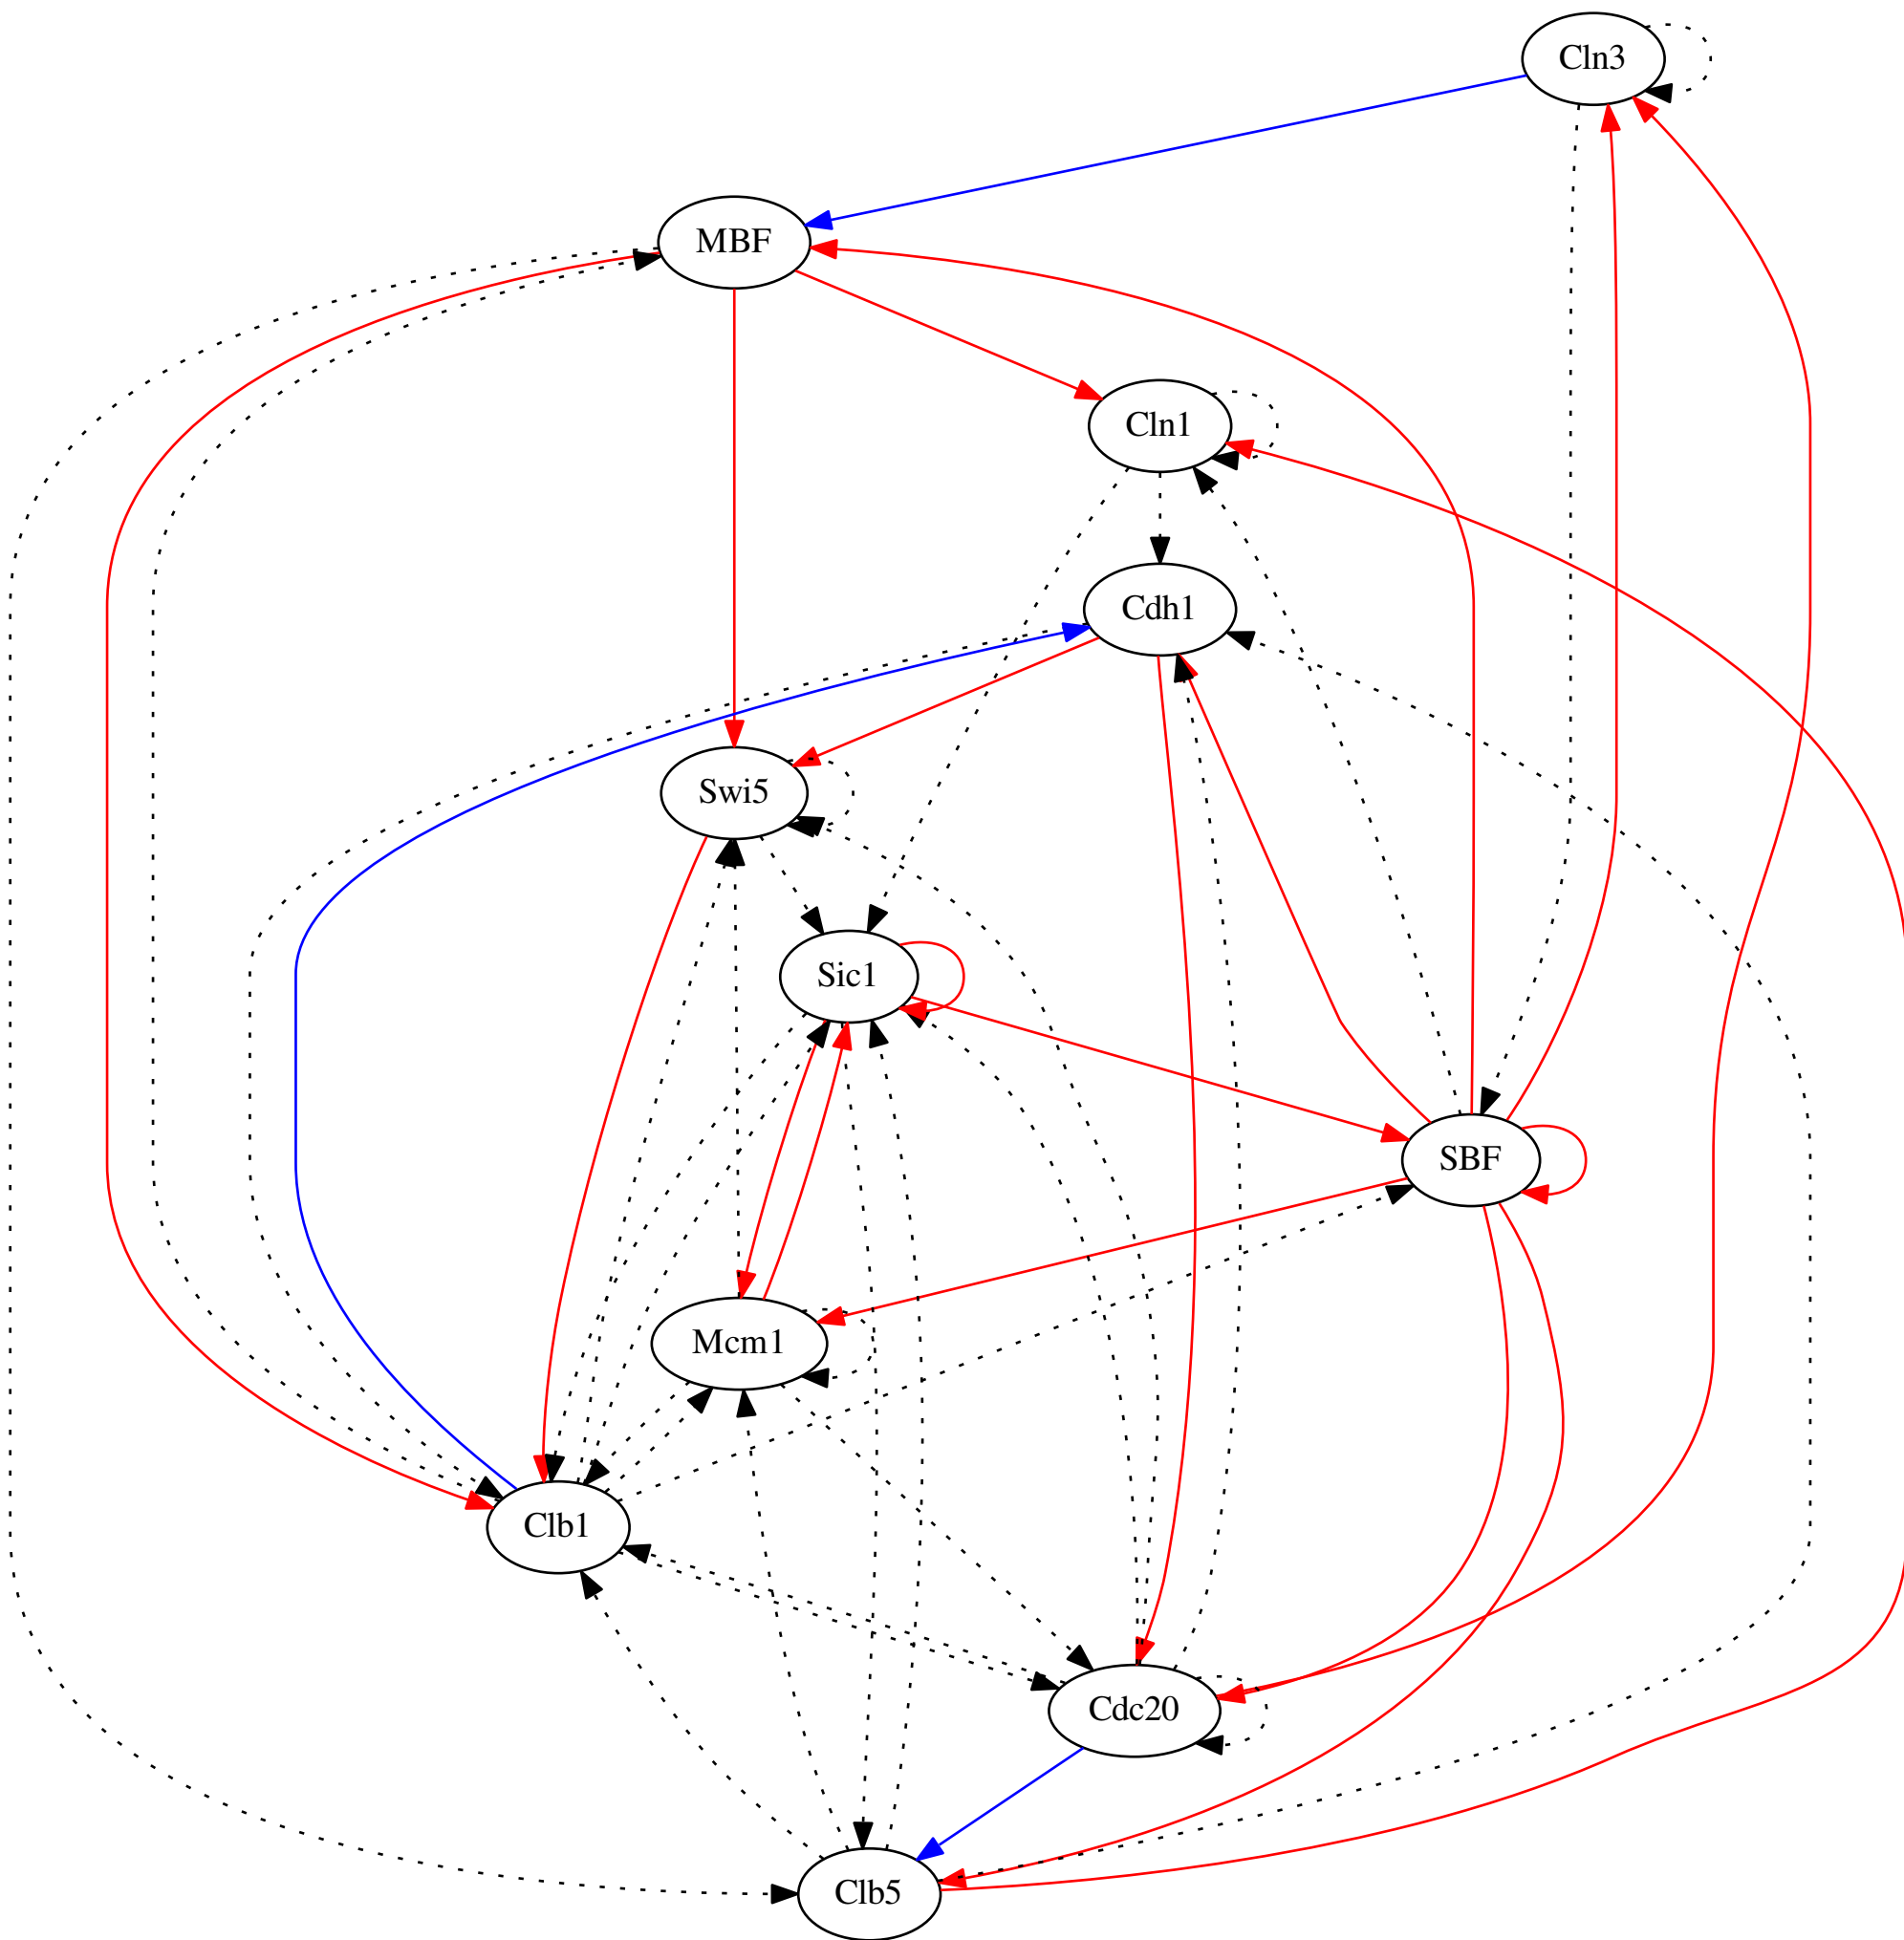 Cln3
MBF
Cln1
Cdh1
Swi5
Sic1
SBF
Mcm1
Clb1
Cdc20
Clb5